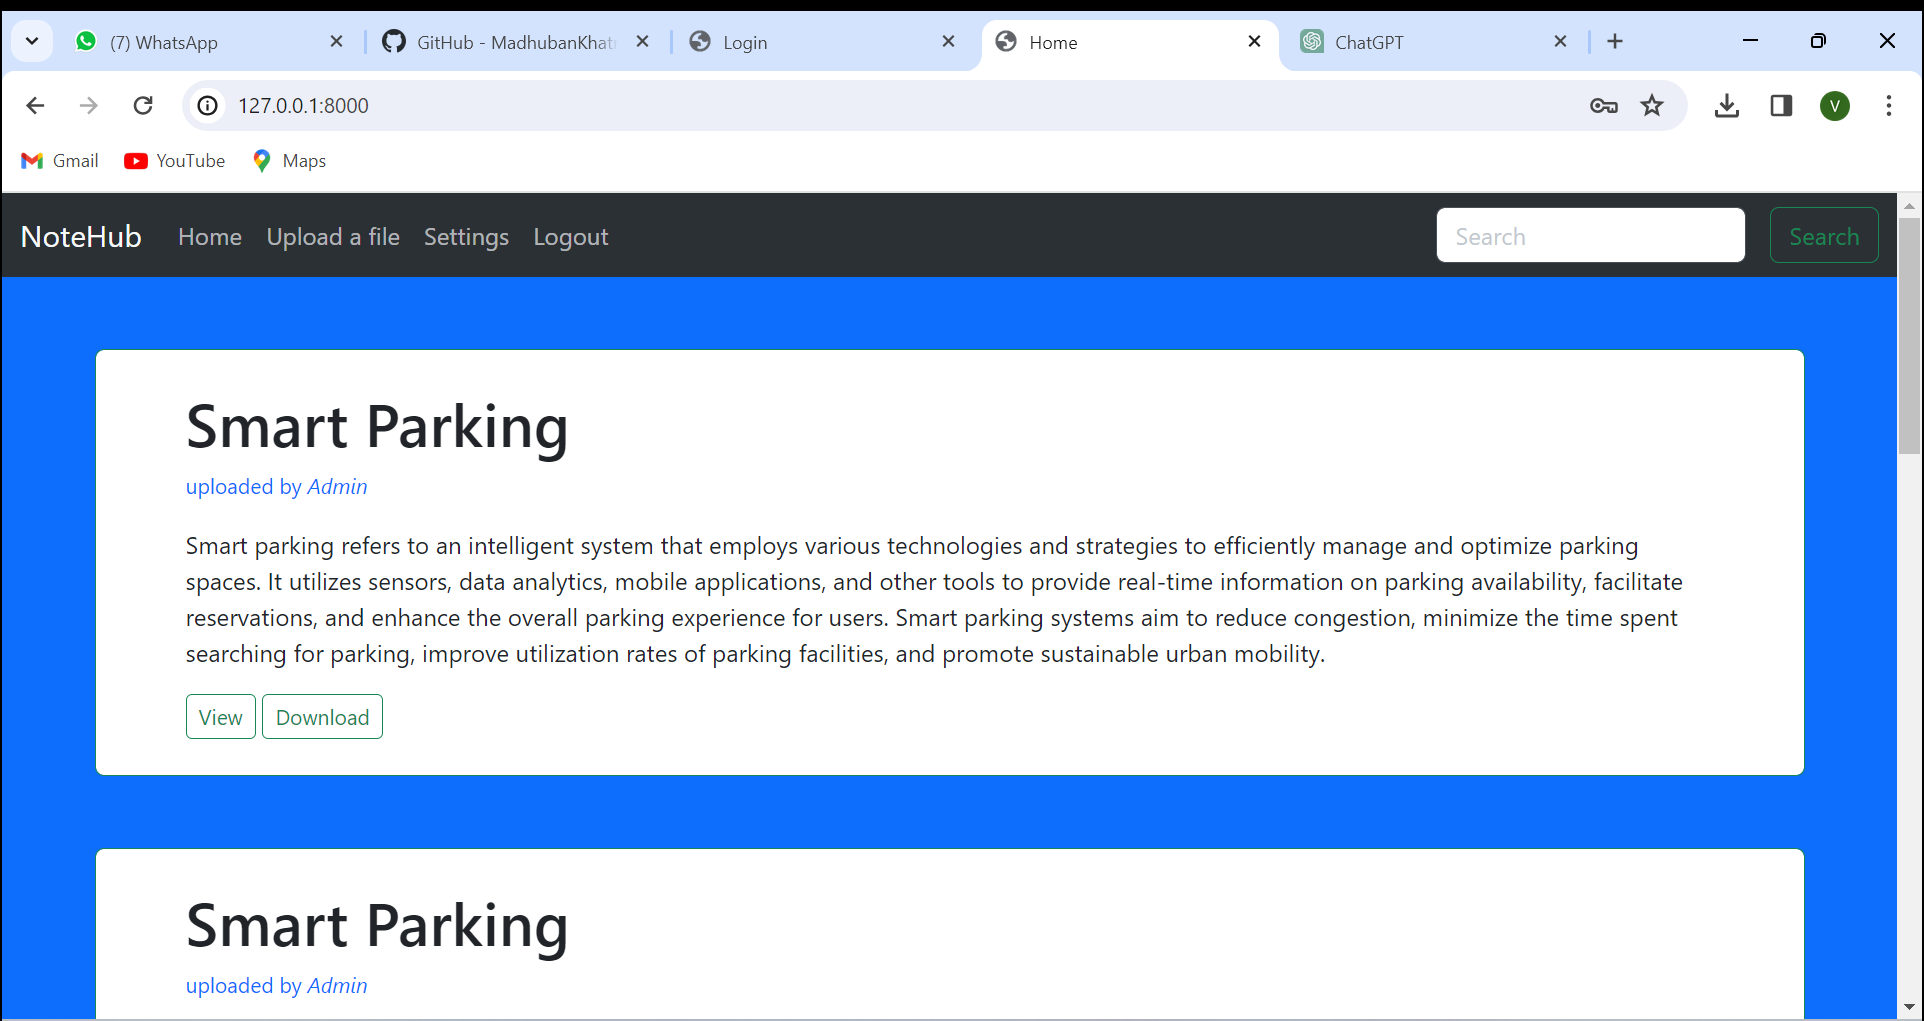 (7) WhatsApp
GitHub - MadhubanKhat
Login
Home
ChatGPT
127.0.0.1:8000
V
Gmail
YouTube
Maps
NoteHub
Home
Upload a file
Settings
Logout
Search
Search
Smart Parking
uploaded by Admin
Smart parking refers to an intelligent system that employs various technologies and strategies to efficiently manage and optimize parking
spaces. It utilizes sensors, data analytics, mobile applications, and other tools to provide real-time information on parking availability, facilitate
reservations, and enhance the overall parking experience for users. Smart parking systems aim to reduce congestion, minimize the time spent
searching for parking, improve utilization rates of parking facilities, and promote sustainable urban mobility.
View
Download
Smart Parking
uploaded by Admin